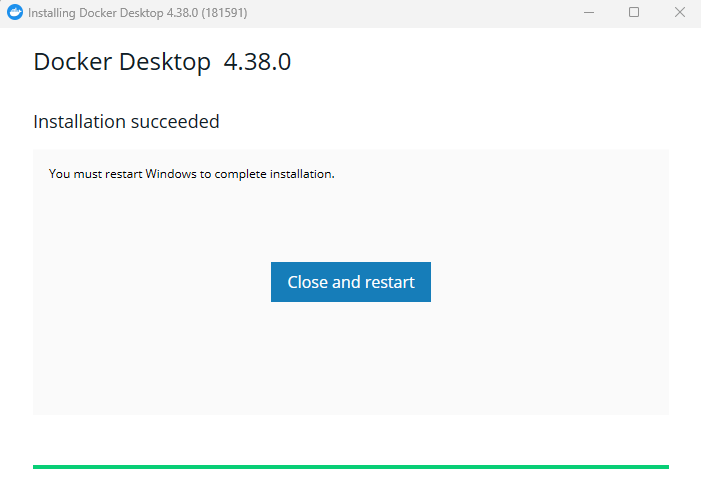 Installing Docker Desktop 4.38.0 (181591)
Docker Desktop 4.38.0
Installation succeeded
You must restart Windows to complete installation.
Close and restart